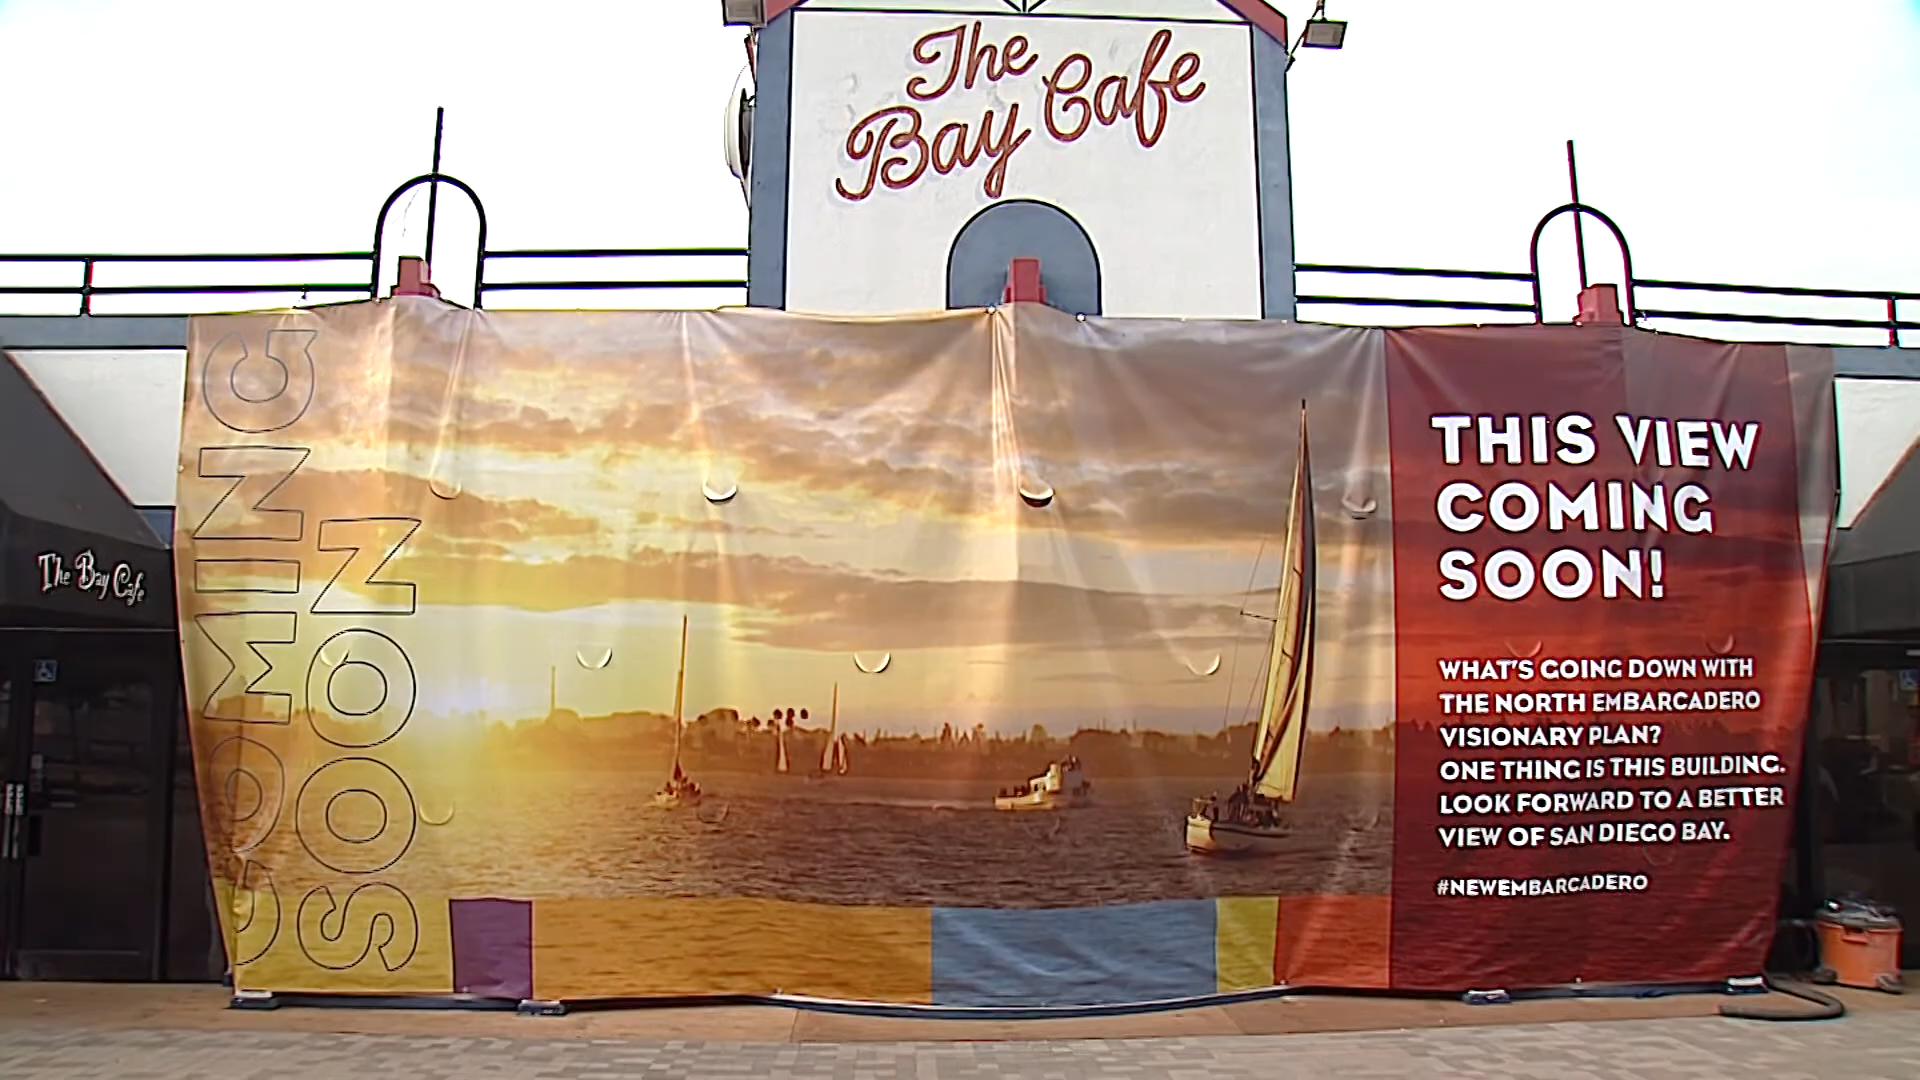 The
Bay Cafe
COMING
SOON
The Bay Cafe
THIS VIEW
COMING
SOON!
WHAT'S GOING DOWN WITH
THE NORTH EMBARCADERO
VISIONARY PLAN?
ONE THING IS THIS BUILDING.
LOOK FORWARD TO A BETTER
VIEW OF SAN DIEGO BAY.
#NEWEMBARCADERO